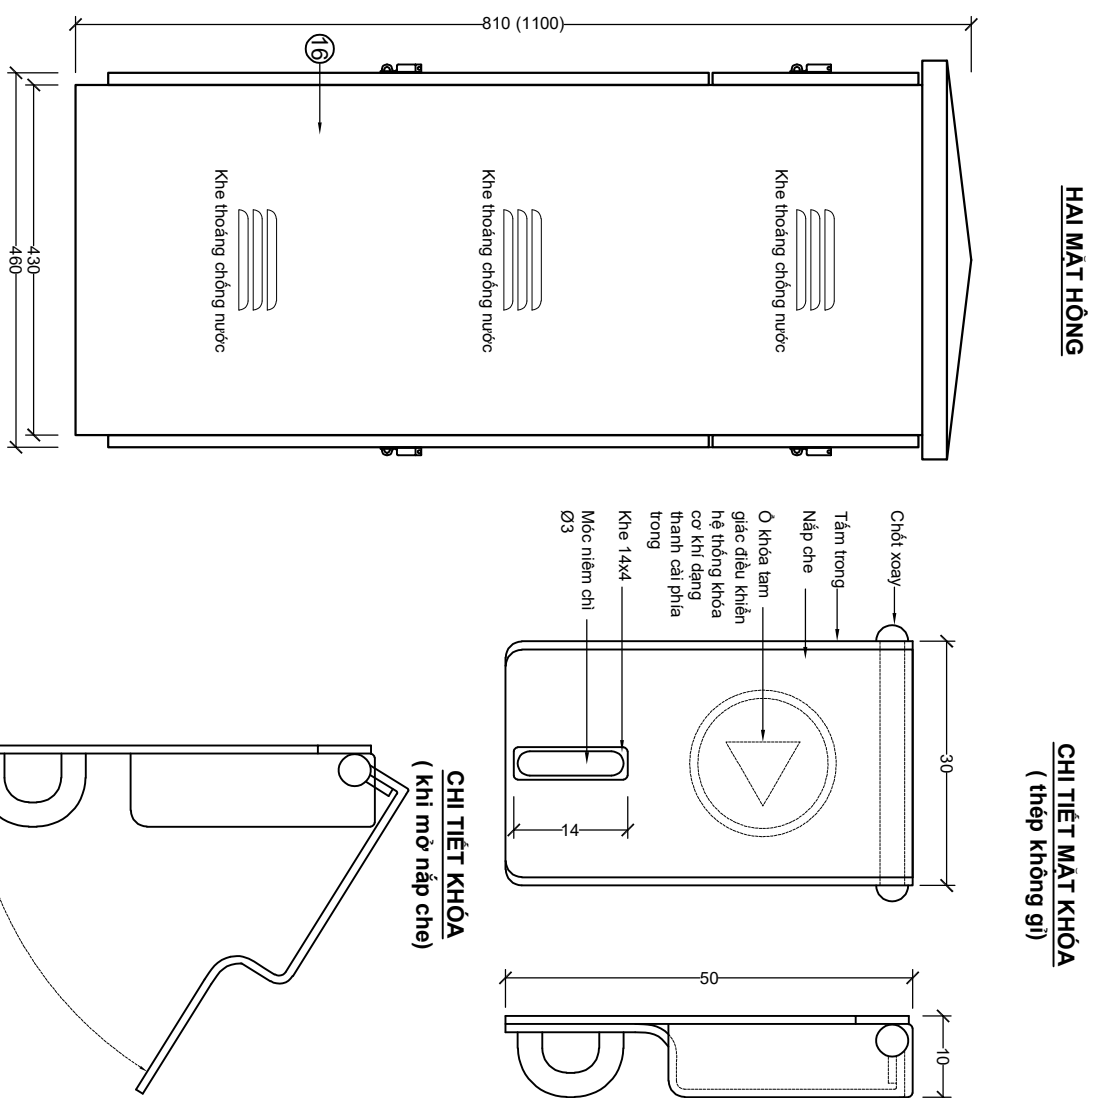 HAI MẶT HÔNG
810 (1100)
16
Khe thoáng chống nước
Khe thoáng chống nước
Khe thoáng chống nước
430
460
CHI TIẾT MẶT KHÓA
( thép không gỉ)
Chốt xoay
Tấm trong
Nắp che
Ổ khóa tam
giác điều khiển
hệ thống khóa
cơ khí dạng
thanh cài phía
trong
Khe 14x4
Móc niêm chì
Ø3
30
14
50
10
CHI TIẾT KHÓA
( khi mở nắp che)